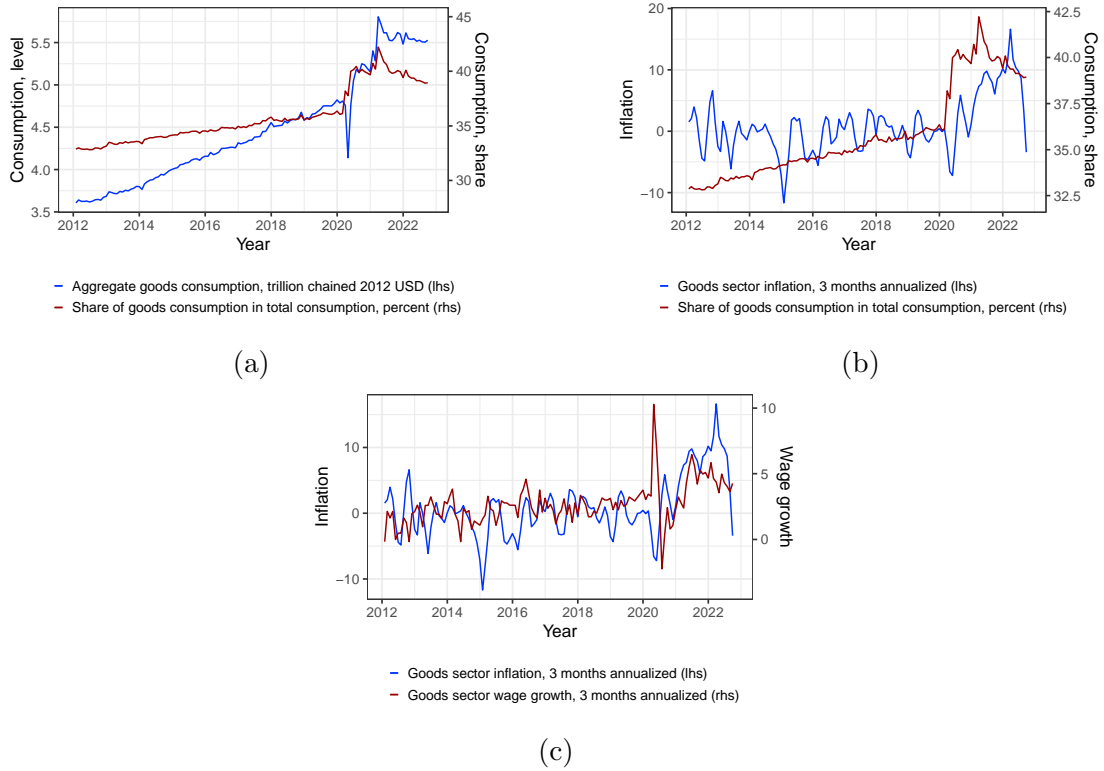 5.5
5.0
4.5
4.0
3.5
Consumption, level
45
40
35
30
Consumption, share
2012 2014 2016 2018 2020 2022
Year
Aggregate goods consumption, trillion chained 2012 USD (lhs)
Share of goods consumption in total consumption, percent (rhs)
(a)
20
10
0
−10
Inflation
42.5
40.0
37.5
35.0
32.5
Consumption, share
2012 2014 2016 2018 2020 2022
Year
Goods sector inflation, 3 months annualized (lhs)
Share of goods consumption in total consumption, percent (rhs)
(b)
10
0
−10
Inflation
10
5
0
Wage growth
2012 2014 2016 2018 2020 2022
Year
Goods sector inflation, 3 months annualized (lhs)
Goods sector wage growth, 3 months annualized (rhs)
(c)